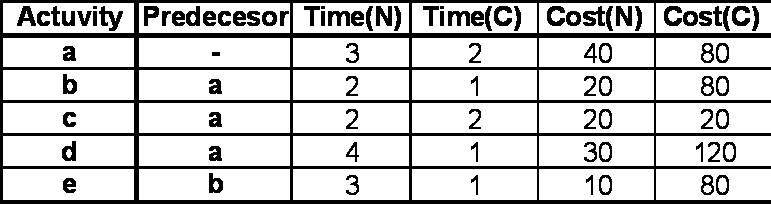 Actuvity Predecesor Time(N) Time(C) Cost(N) Cost(C)
a - 3 2 40 80
b a 2 1 20 80
c a 2 2 20 20
d a 4 1 30 120
e b 3 1 10 80